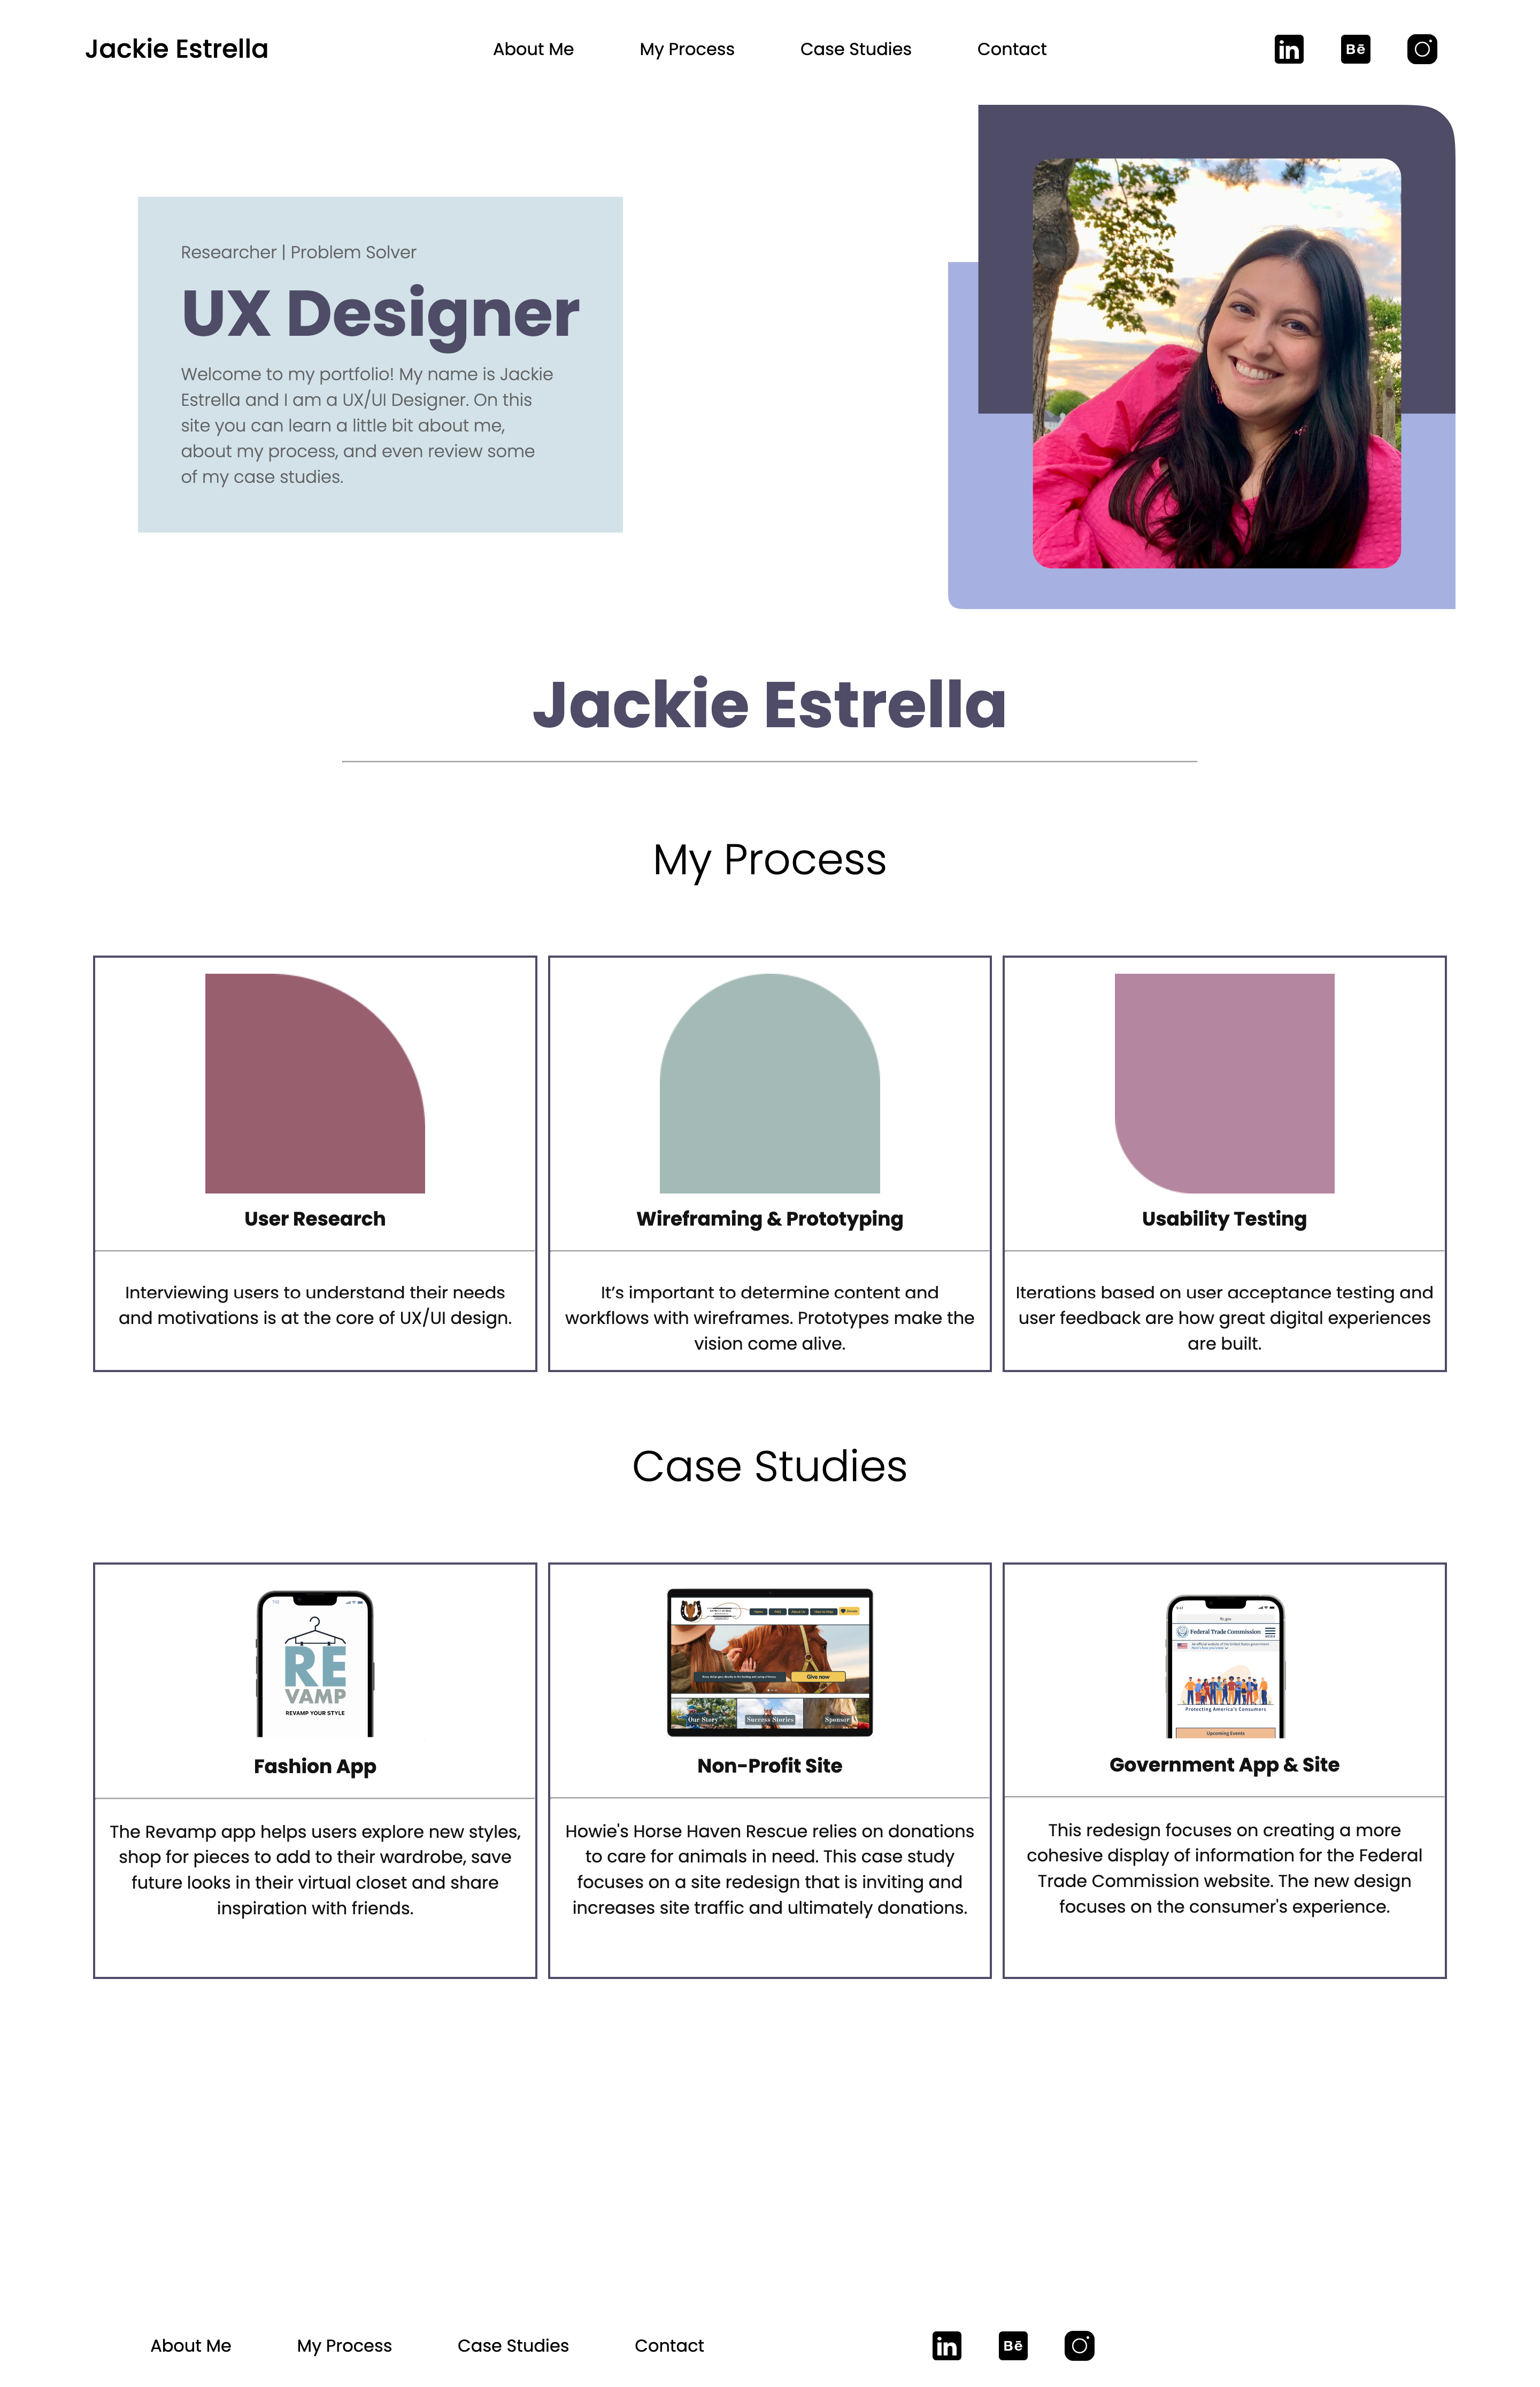 Jackie Estrella
About Me My Process Case Studies Contact
in Bē
Researcher | Problem Solver
UX Designer
Welcome to my portfolio! My name is Jackie
Estrella and I am a UX/UI Designer. On this
site you can learn a little bit about me,
about my process, and even review some
of my case studies.
Jackie Estrella
My Process
User Research
Interviewing users to understand their needs
and motivations is at the core of UX/UI design.
Wireframing & Prototyping
It’s important to determine content and
workflows with wireframes. Prototypes make the
vision come alive.
Usability Testing
Iterations based on user acceptance testing and
user feedback are how great digital experiences
are built.
Case Studies
RE
VAMP
REVAMP YOUR STYLE
Fashion App
The Revamp app helps users explore new styles,
shop for pieces to add to their wardrobe, save
future looks in their virtual closet and share
inspiration with friends.
Give now
Our Story Success Stories Sponsor
Non-Profit Site
Howie's Horse Haven Rescue relies on donations
to care for animals in need. This case study
focuses on a site redesign that is inviting and
increases site traffic and ultimately donations.
ftc.gov
Federal Trade Commission
Protecting America's Consumers
Upcoming Events
Government App & Site
This redesign focuses on creating a more
cohesive display of information for the Federal
Trade Commission website. The new design
focuses on the consumer's experience.
About Me My Process Case Studies Contact
in Bē